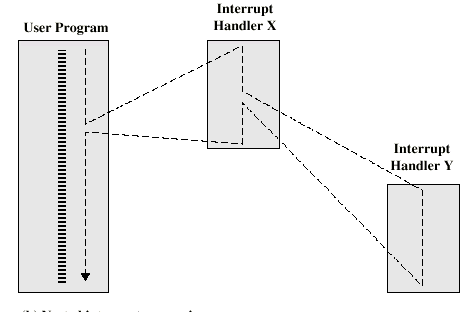 Interrupt
Handler X
User Program
Interrupt
Handler Y